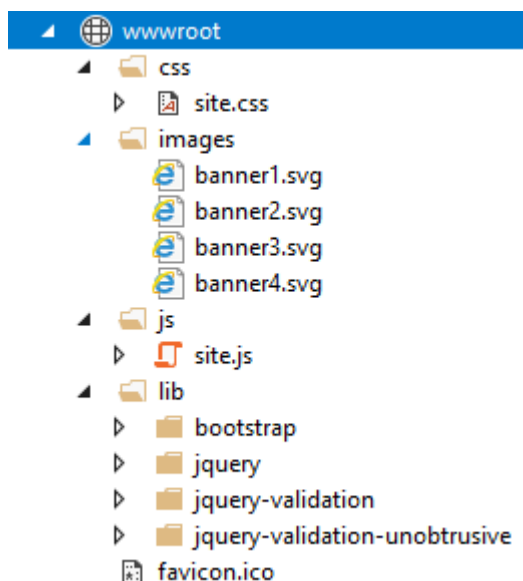 wwwroot
css
site.css
images
banner1.svg
banner2.svg
banner3.svg
banner4.svg
js
site.js
lib
bootstrap
jquery
jquery-validation
jquery-validation-unobtrusive
favicon.ico